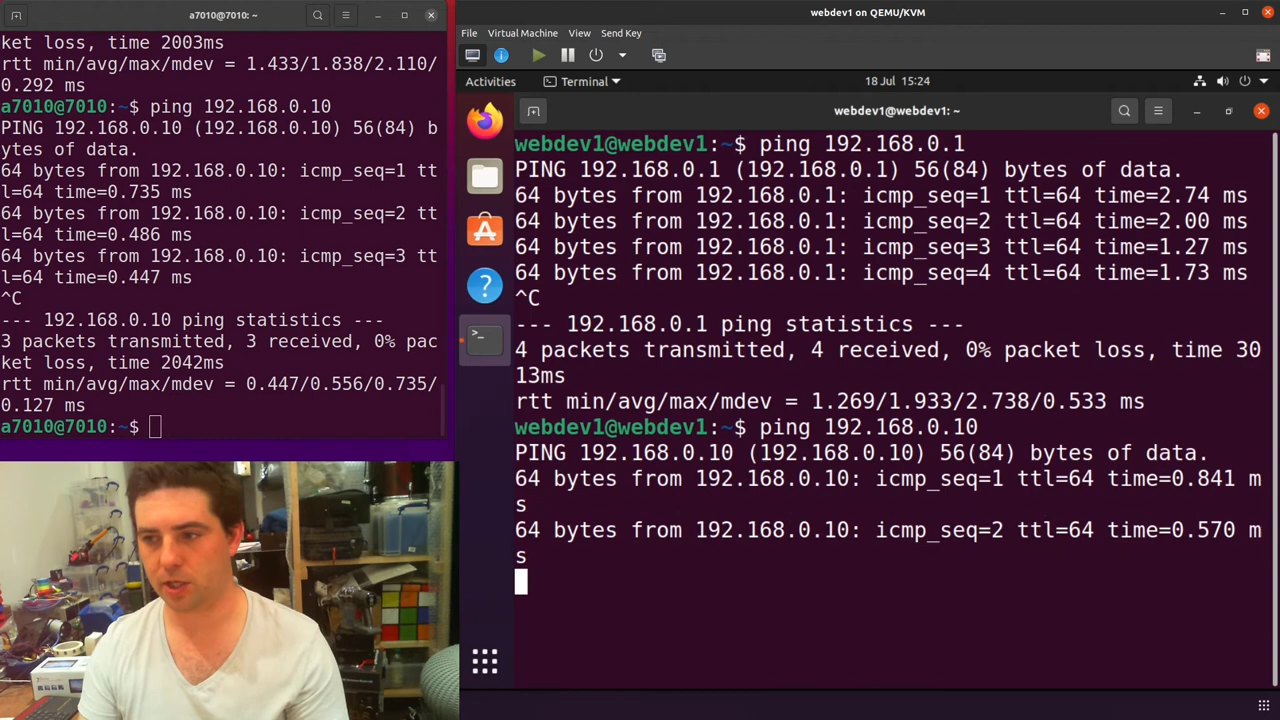 a7010@7010: ~
ket loss, time 2003ms
rtt min/avg/max/mdev = 1.433/1.838/2.110/
0.292 ms
a7010@7010:~$ ping 192.168.0.10
PING 192.168.0.10 (192.168.0.10) 56(84) b
ytes of data.
64 bytes from 192.168.0.10: icmp_seq=1 tt
l=64 time=0.735 ms
64 bytes from 192.168.0.10: icmp_seq=2 tt
l=64 time=0.486 ms
64 bytes from 192.168.0.10: icmp_seq=3 tt
l=64 time=0.447 ms
^C
--- 192.168.0.10 ping statistics ---
3 packets transmitted, 3 received, 0% pac
ket loss, time 2042ms
rtt min/avg/max/mdev = 0.447/0.556/0.735/
0.127 ms
a7010@7010:~$
webdev1 on QEMU/KVM
File Virtual Machine View Send Key
Activities Terminal 18 Jul 15:24
webdev1@webdev1: ~
webdev1@webdev1:~$ ping 192.168.0.1
PING 192.168.0.1 (192.168.0.1) 56(84) bytes of data.
64 bytes from 192.168.0.1: icmp_seq=1 ttl=64 time=2.74 ms
64 bytes from 192.168.0.1: icmp_seq=2 ttl=64 time=2.00 ms
64 bytes from 192.168.0.1: icmp_seq=3 ttl=64 time=1.27 ms
64 bytes from 192.168.0.1: icmp_seq=4 ttl=64 time=1.73 ms
^C
--- 192.168.0.1 ping statistics ---
4 packets transmitted, 4 received, 0% packet loss, time 30
13ms
rtt min/avg/max/mdev = 1.269/1.933/2.738/0.533 ms
webdev1@webdev1:~$ ping 192.168.0.10
PING 192.168.0.10 (192.168.0.10) 56(84) bytes of data.
64 bytes from 192.168.0.10: icmp_seq=1 ttl=64 time=0.841 m
s
64 bytes from 192.168.0.10: icmp_seq=2 ttl=64 time=0.570 m
s